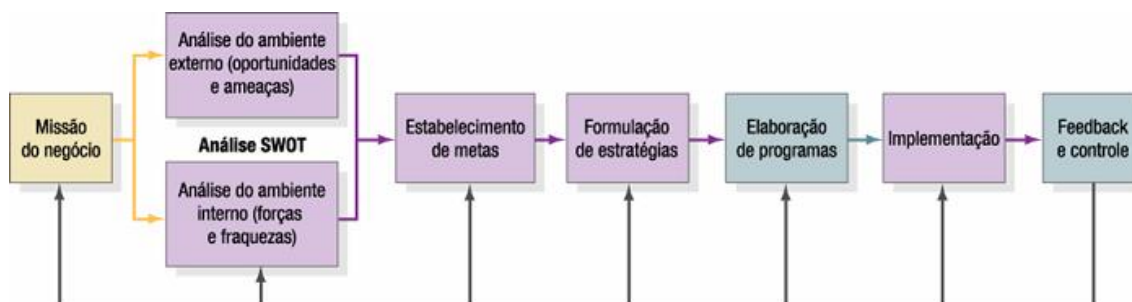 Missão
do negócio
Análise do ambiente
externo (oportunidades
e ameaças)
Análise SWOT
Análise do ambiente
interno (forças
e fraquezas)
Estabelecimento
de metas
Formulação
de estratégias
Elaboração
de programas
Implementação
Feedback
e controle